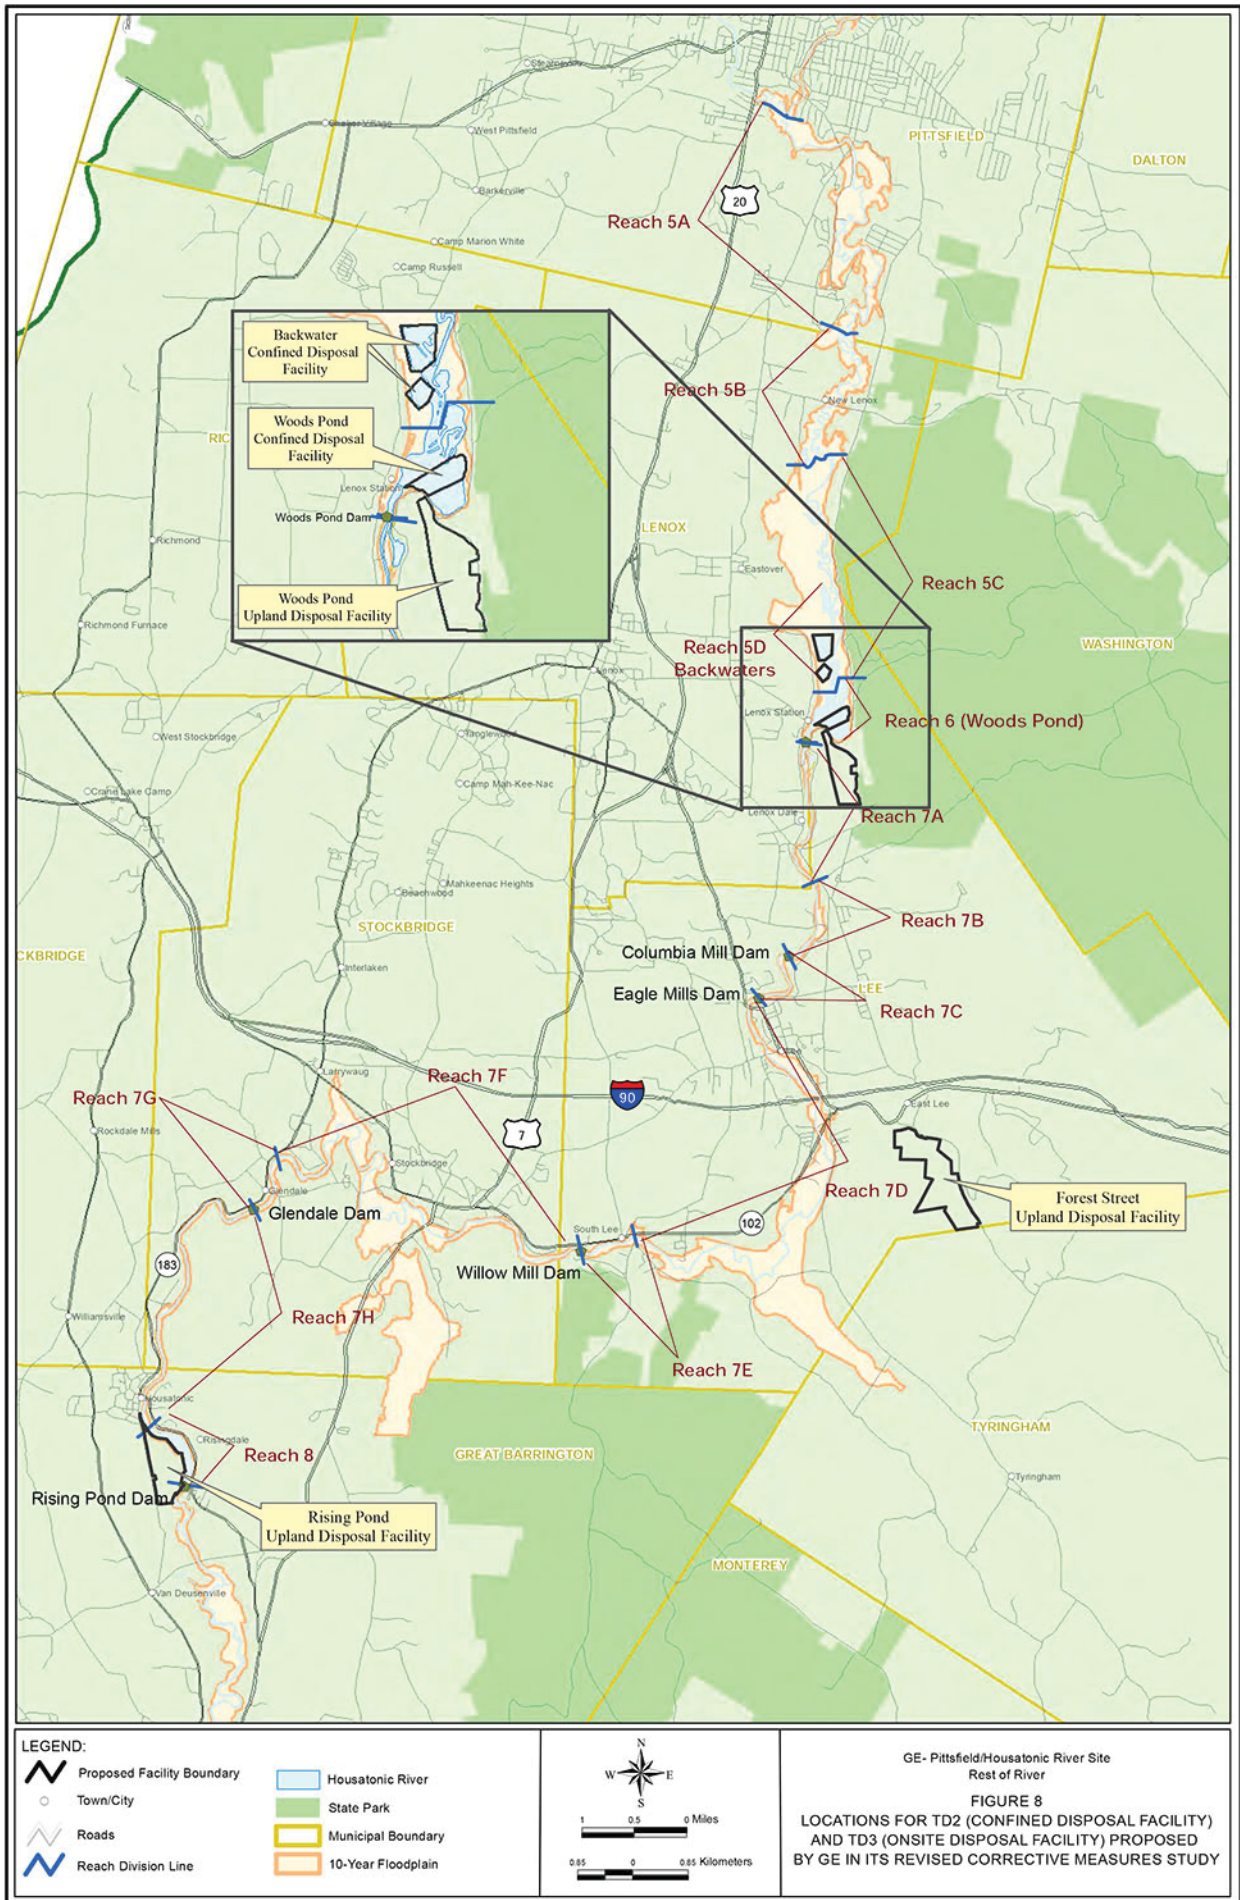 Stearnsville
Shaker Village
West Pittsfield
PITTSFIELD
DALTON
Barkerville
20
Reach 5A
Camp Marion White
Camp Russell
Backwater
Confined Disposal
Facility
Reach 5B
New Lenox
Woods Pond
Confined Disposal
Facility
RIC
Lenox Station
Woods Pond Dam
LENOX
Richmond
Eastover
Reach 5C
Woods Pond
Upland Disposal Facility
Richmond Furnace
Reach 5D
Backwaters
WASHINGTON
Lenox
Lenox Station
Reach 6 (Woods Pond)
West Stockbridge
Tanglewood
Camp Mah-Kee-Nac
Crane Lake Camp
Lenox Dale
Reach 7A
Mahkeenac Heights
Beachwood
STOCKBRIDGE
Reach 7B
CKBRIDGE
Columbia Mill Dam
Interlaken
Eagle Mills Dam
LEE
Reach 7C
Lee
Larrywaug
Reach 7F
Reach 7G
90
East Lee
Rockdale Mills
7
Stockbridge
Glendale
Reach 7D
Forest Street
Upland Disposal Facility
Glendale Dam
South Lee
102
183
Willow Mill Dam
Williamsville
Reach 7H
Reach 7E
Housatonic
TYRINGHAM
Risingdale
Reach 8
GREAT BARRINGTON
Tyringham
Rising Pond Dam
Rising Pond
Upland Disposal Facility
MONTEREY
Van Deusenville
LEGEND:
Proposed Facility Boundary
Town/City
Roads
Reach Division Line
Housatonic River
State Park
Municipal Boundary
10-Year Floodplain
N
W E
S
1 0.5 0 Miles
0.85 0 0.85 Kilometers
GE- Pittsfield/Housatonic River Site
Rest of River
FIGURE 8
LOCATIONS FOR TD2 (CONFINED DISPOSAL FACILITY)
AND TD3 (ONSITE DISPOSAL FACILITY) PROPOSED
BY GE IN ITS REVISED CORRECTIVE MEASURES STUDY